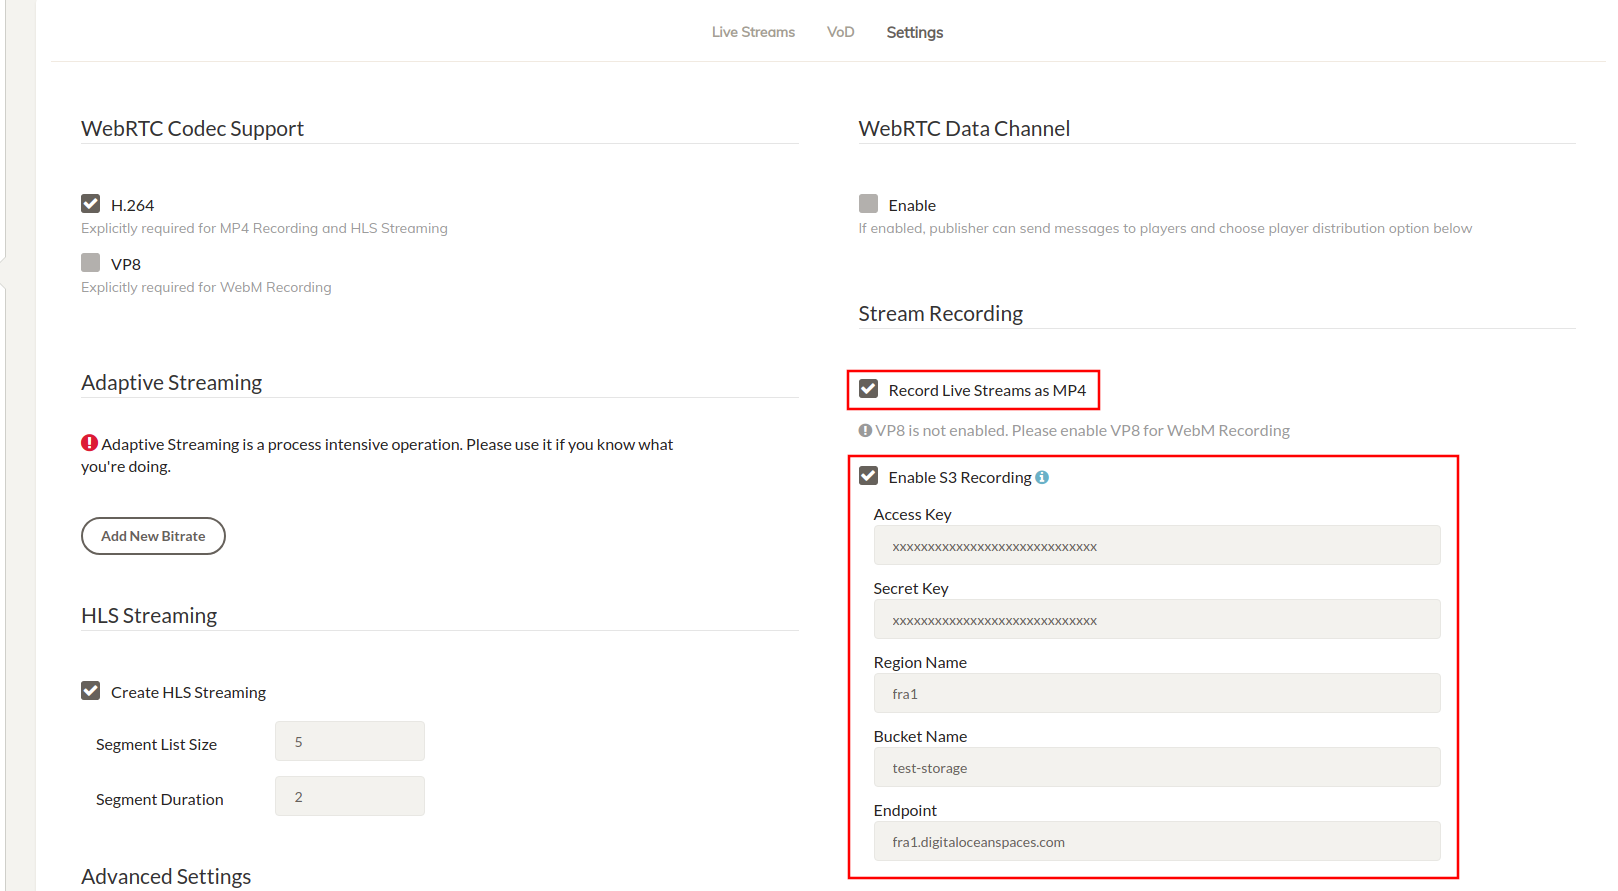 Live Streams VoD Settings
WebRTC Codec Support
H.264
Explicitly required for MP4 Recording and HLS Streaming
VP8
Explicitly required for WebM Recording
Adaptive Streaming
Adaptive Streaming is a process intensive operation. Please use it if you know what
you're doing.
Add New Bitrate
HLS Streaming
Create HLS Streaming
Segment List Size 5
Segment Duration 2
Advanced Settings
WebRTC Data Channel
Enable
If enabled, publisher can send messages to players and choose player distribution option below
Stream Recording
Record Live Streams as MP4
VP8 is not enabled. Please enable VP8 for WebM Recording
Enable S3 Recording
Access Key
xxxxxxxxxxxxxxxxxxxxxxxxxxxxx
Secret Key
xxxxxxxxxxxxxxxxxxxxxxxxxxxxx
Region Name
fra1
Bucket Name
test-storage
Endpoint
fra1.digitaloceanspaces.com